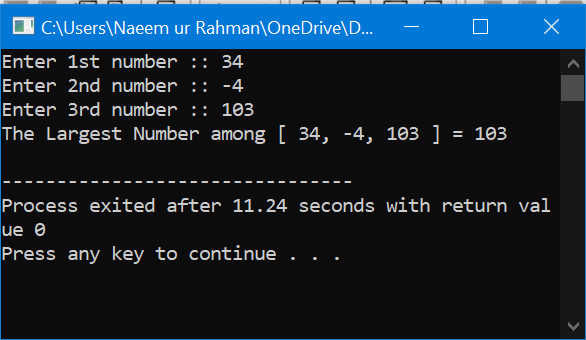 C:\Users\Naeem ur Rahman\OneDrive\D...
Enter 1st number :: 34
Enter 2nd number :: -4
Enter 3rd number :: 103
The Largest Number among [ 34, -4, 103 ] = 103
--------------------------------
Process exited after 11.24 seconds with return val
ue 0
Press any key to continue . . .